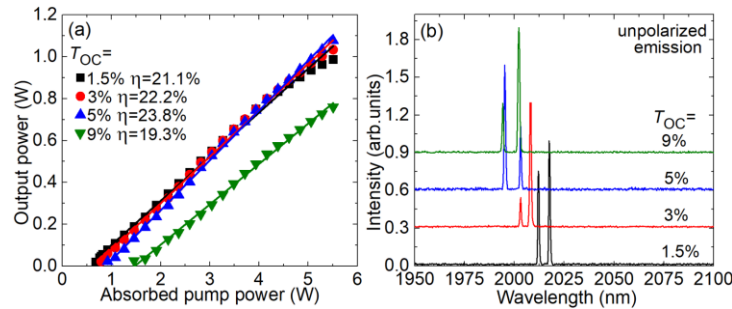 (a)
T_OC=
1.5% η=21.1%
3% η=22.2%
5% η=23.8%
9% η=19.3%
Output power (W)
1.2
1.0
0.8
0.6
0.4
0.2
0.0
0 1 2 3 4 5 6
Absorbed pump power (W)
(b)
unpolarized
emission
T_OC=
9%
5%
3%
1.5%
Intensity (arb.units)
1.8
1.5
1.2
0.9
0.6
0.3
0.0
1950 1975 2000 2025 2050 2075 2100
Wavelength (nm)